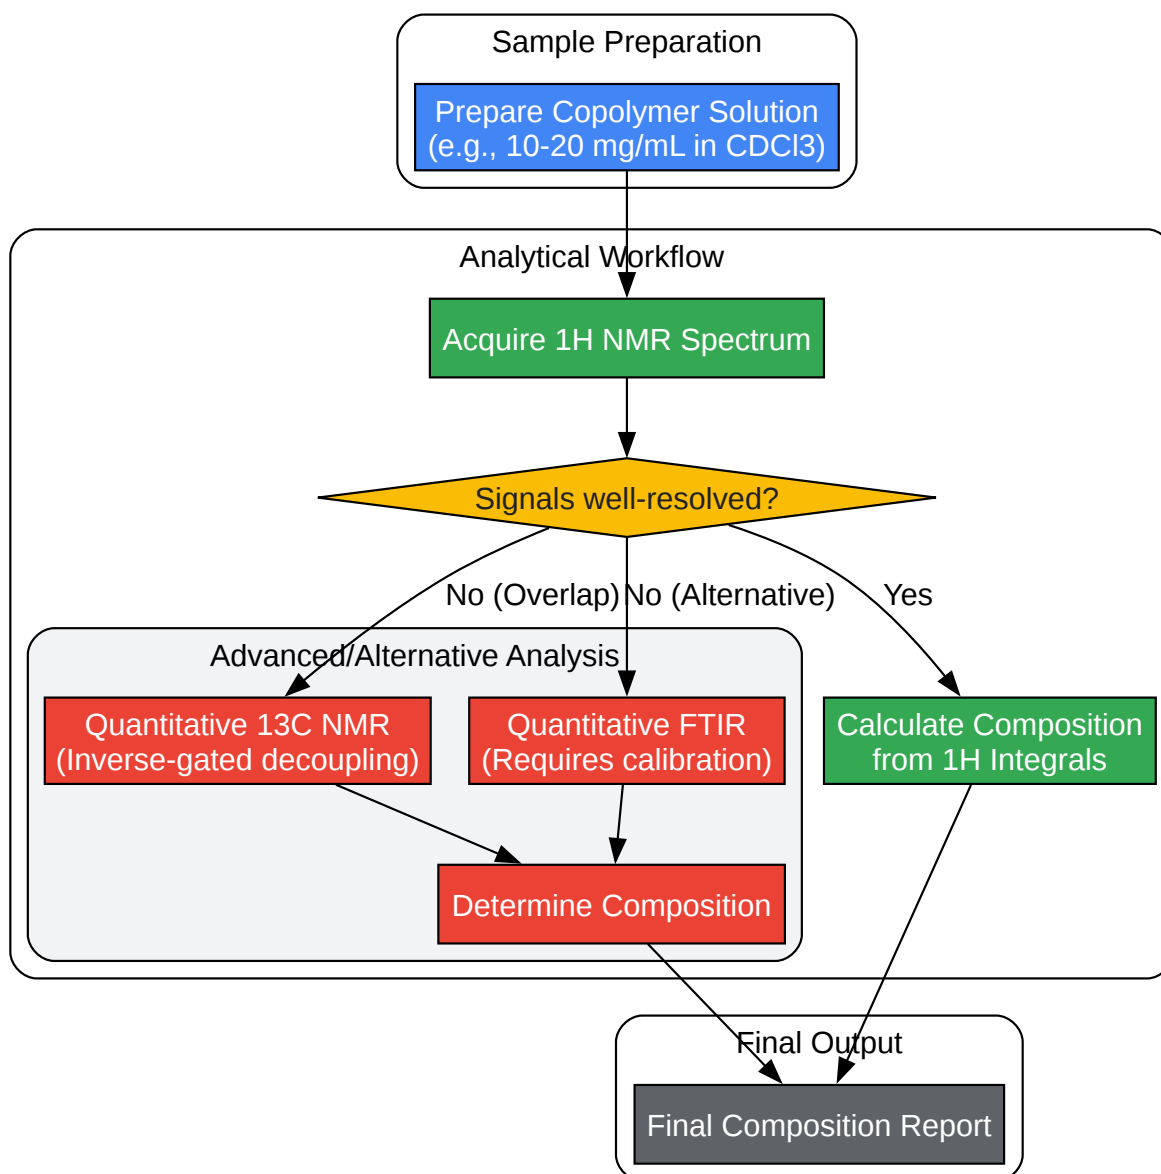 Sample Preparation
Prepare Copolymer Solution
(e.g., 10-20 mg/mL in CDCl3)
Analytical Workflow
Acquire 1H NMR Spectrum
Signals well-resolved?
No (Overlap)
No (Alternative)
Yes
Advanced/Alternative Analysis
Quantitative 13C NMR
(Inverse-gated decoupling)
Quantitative FTIR
(Requires calibration)
Calculate Composition
from 1H Integrals
Determine Composition
Final Output
Final Composition Report